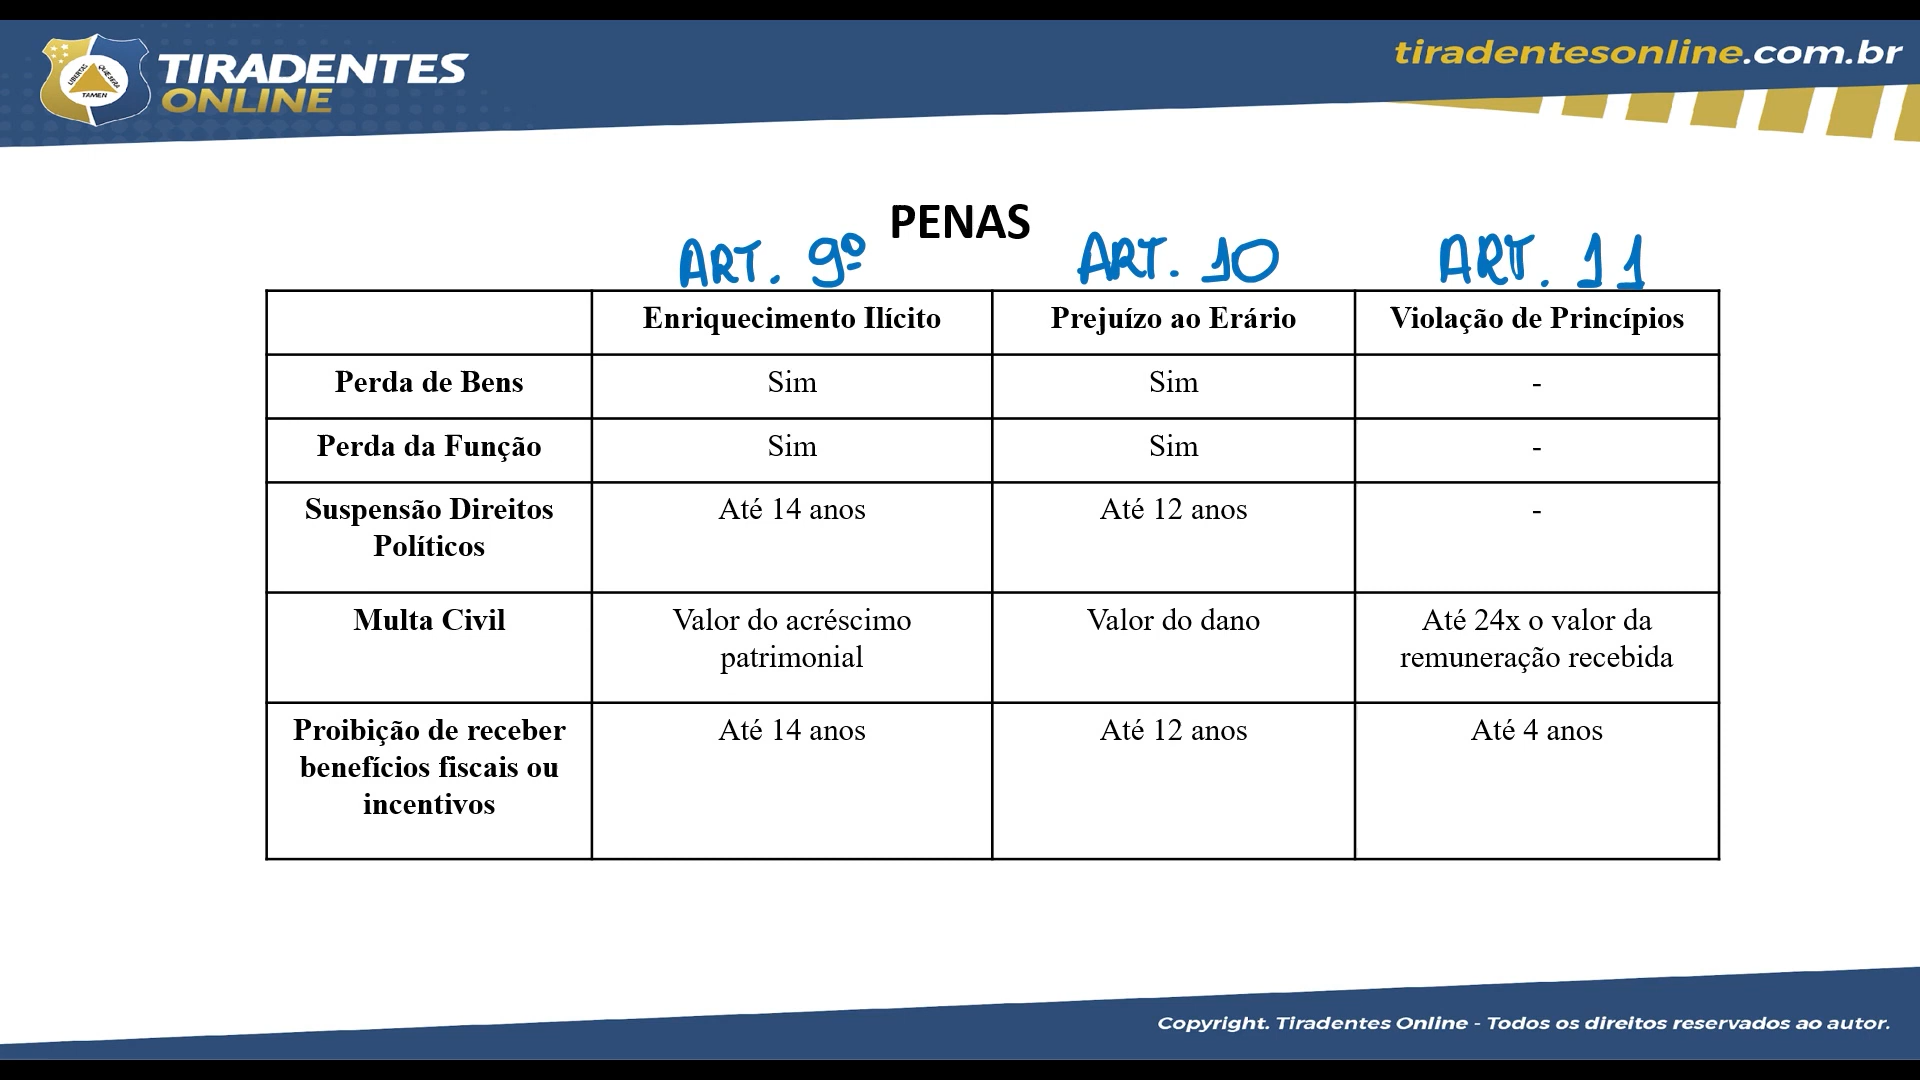 TIRADENTES
ONLINE
LIBERTAS
QUÆ SERA
TAMEN
tiradentesonline.com.br
PENAS
ART. 9º ART. 10 ART. 11
Enriquecimento Ilícito Prejuízo ao Erário Violação de Princípios
Perda de Bens Sim Sim -
Perda da Função Sim Sim -
Suspensão Direitos Até 14 anos Até 12 anos -
Políticos
Multa Civil Valor do acréscimo Valor do dano Até 24x o valor da
patrimonial remuneração recebida
Proibição de receber Até 14 anos Até 12 anos Até 4 anos
benefícios fiscais ou
incentivos
Copyright. Tiradentes Online - Todos os direitos reservados ao autor.